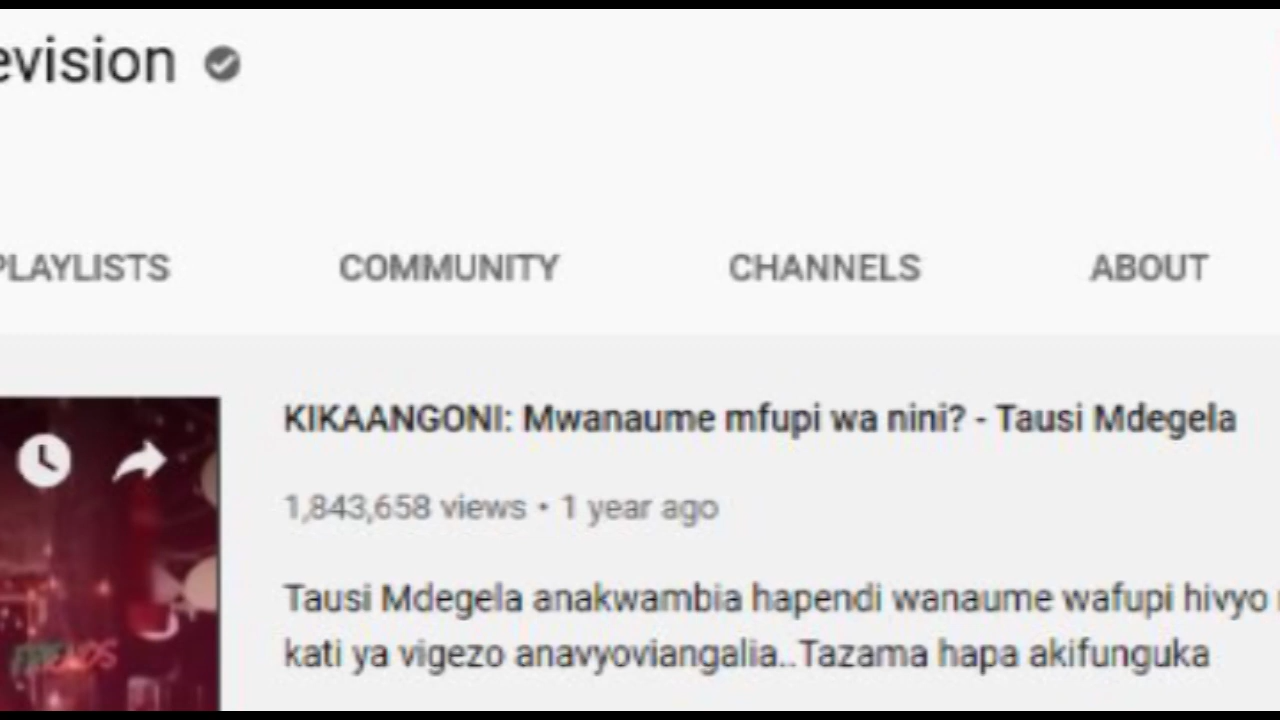 evision
PLAYLISTS COMMUNITY CHANNELS ABOUT
KIKAANGONI: Mwanaume mfupi wa nini? - Tausi Mdegela
1,843,658 views • 1 year ago
Tausi Mdegela anakwambia hapendi wanaume wafupi hivyo
kati ya vigezo anavyoviangalia..Tazama hapa akifunguka